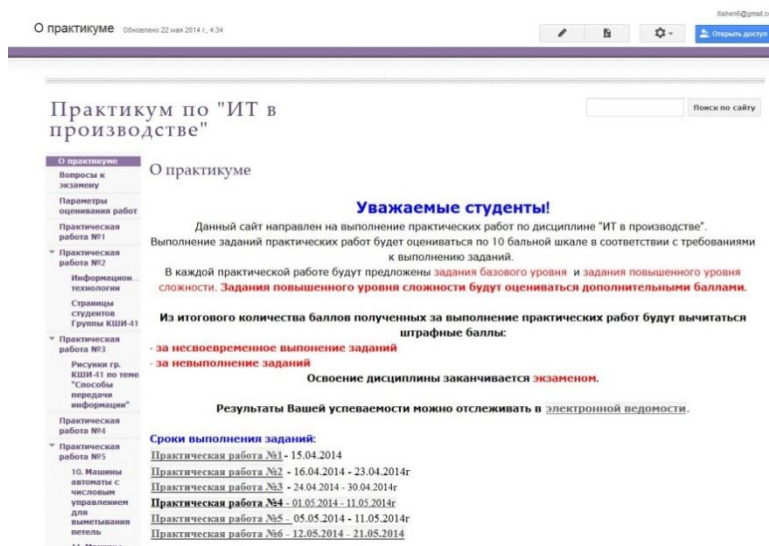 6shen6@gmail.co
О практикуме Обновлено 22 мая 2014 г., 4:34
Открыть доступ
Практикум по "ИТ в
производстве"
Поиск по сайту
О практикуме
Вопросы к
экзамену
Параметры
оценивания работ
Практическая
работа №1
Практическая
работа №2
Информацион...
технологии
Страницы
студентов
Группы КШИ-41
Практическая
работа №3
Рисунки гр.
КШИ-41 по теме
"Способы
передачи
информации"
Практическая
работа №4
Практическая
работа №5
10. Машины
автоматы с
числовым
управлением
для
выметывания
петель
О практикуме
Уважаемые студенты!
Данный сайт направлен на выполнение практических работ по дисциплине "ИТ в производстве".
Выполнение заданий практических работ будет оцениваться по 10 бальной шкале в соответствии с требованиями
к выполнению заданий.
В каждой практической работе будут предложены задания базового уровня и задания повышенного уровня
сложности. Задания повышенного уровня сложности будут оцениваться дополнительными баллами.
Из итогового количества баллов полученных за выполнение практических работ будут вычитаться
штрафные баллы:
- за несвоевременное выпонение заданий
- за невыполнение заданий
Освоение дисциплины заканчивается экзаменом.
Результаты Вашей успеваемости можно отслеживать в электронной ведомости.
Сроки выполнения заданий:
Практическая работа №1- 15.04.2014
Практическая работа №2 - 16.04.2014 - 23.04.2014г
Практическая работа №3 - 24.04.2014 - 30.04.2014г
Практическая работа №4 - 01.05.2014 - 11.05.2014г
Практическая работа №5 - 05.05.2014 - 11.05.2014г
Практическая работа №6 - 12.05.2014 - 21.05.2014